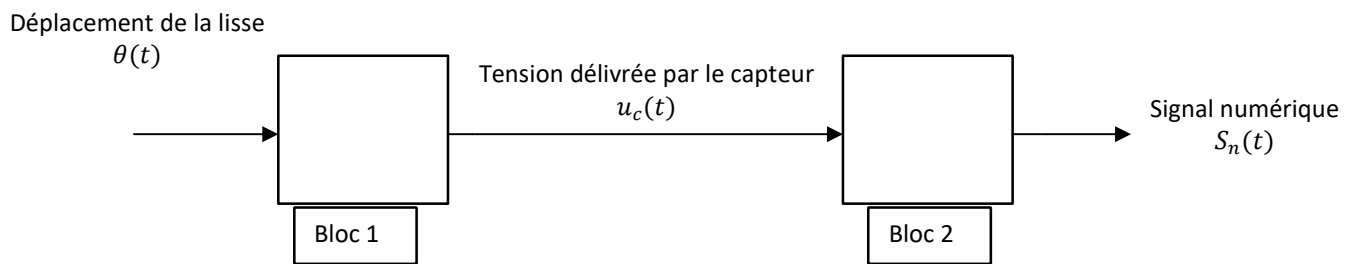 Déplacement de la lisse
θ(t)
Tension délivrée par le capteur
u_c(t)
Signal numérique
S_n(t)
Bloc 1
Bloc 2